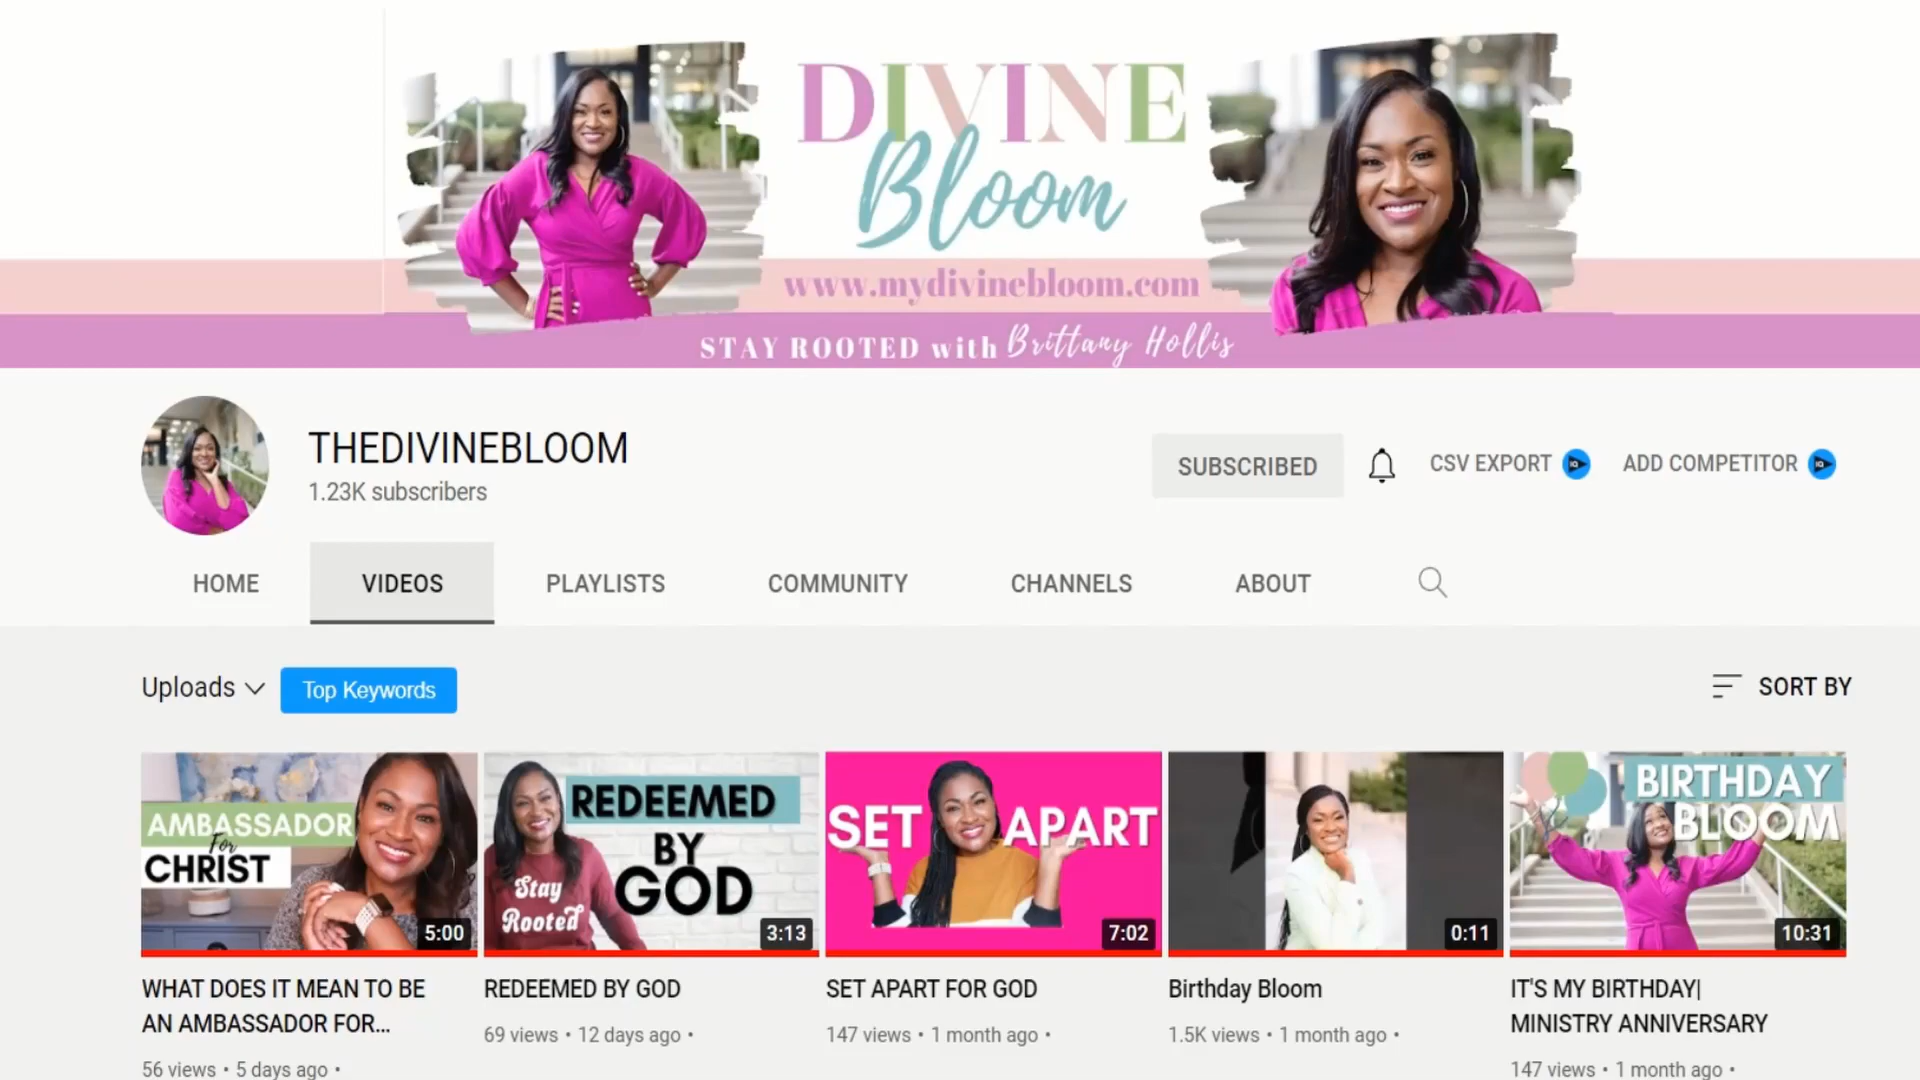 DIVINE
Bloom
www.mydivinebloom.com
STAY ROOTED with Brittany Hollis
THEDIVINEBLOOM
1.23K subscribers
SUBSCRIBED
CSV EXPORT
ADD COMPETITOR
HOME
VIDEOS
PLAYLISTS
COMMUNITY
CHANNELS
ABOUT
Uploads
Top Keywords
SORT BY
AMBASSADOR
For
CHRIST
5:00
REDEEMED
BY
GOD
Stay
Rooted
3:13
SET APART
7:02
0:11
BIRTHDAY
BLOOM
10:31
WHAT DOES IT MEAN TO BE
AN AMBASSADOR FOR...
56 views • 5 days ago •
REDEEMED BY GOD
69 views • 12 days ago •
SET APART FOR GOD
147 views • 1 month ago •
Birthday Bloom
1.5K views • 1 month ago •
IT'S MY BIRTHDAY|
MINISTRY ANNIVERSARY
147 views • 1 month ago •